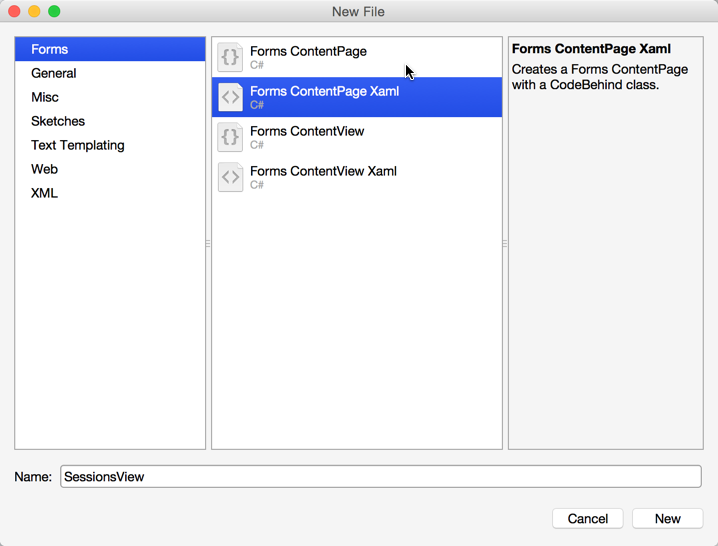 New File
Forms
General
Misc
Sketches
Text Templating
Web
XML
Forms ContentPage
C#
Forms ContentPage Xaml
C#
Forms ContentView
C#
Forms ContentView Xaml
C#
Forms ContentPage Xaml
Creates a Forms ContentPage
with a CodeBehind class.
Name: SessionsView
Cancel New